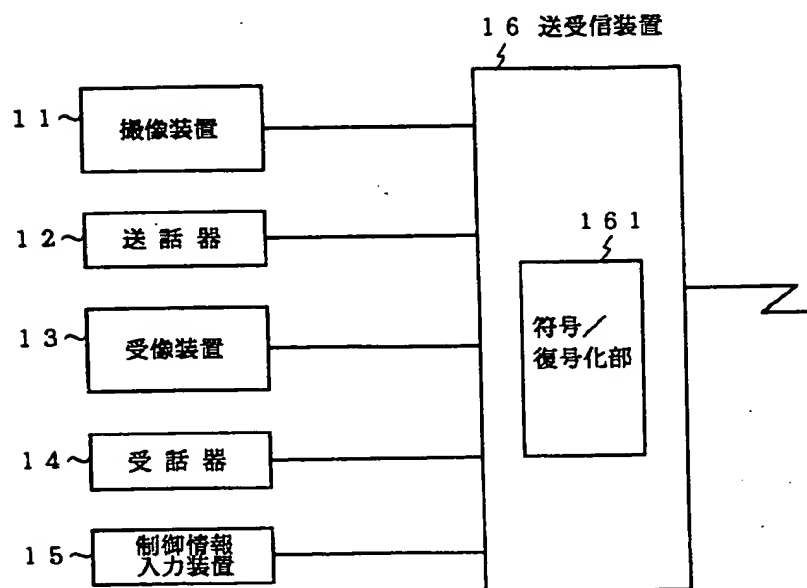 16 送受信装置
11
撮像装置
161
12
送話器
符号/
復号化部
13
受像装置
14
受話器
15
制御情報
入力装置